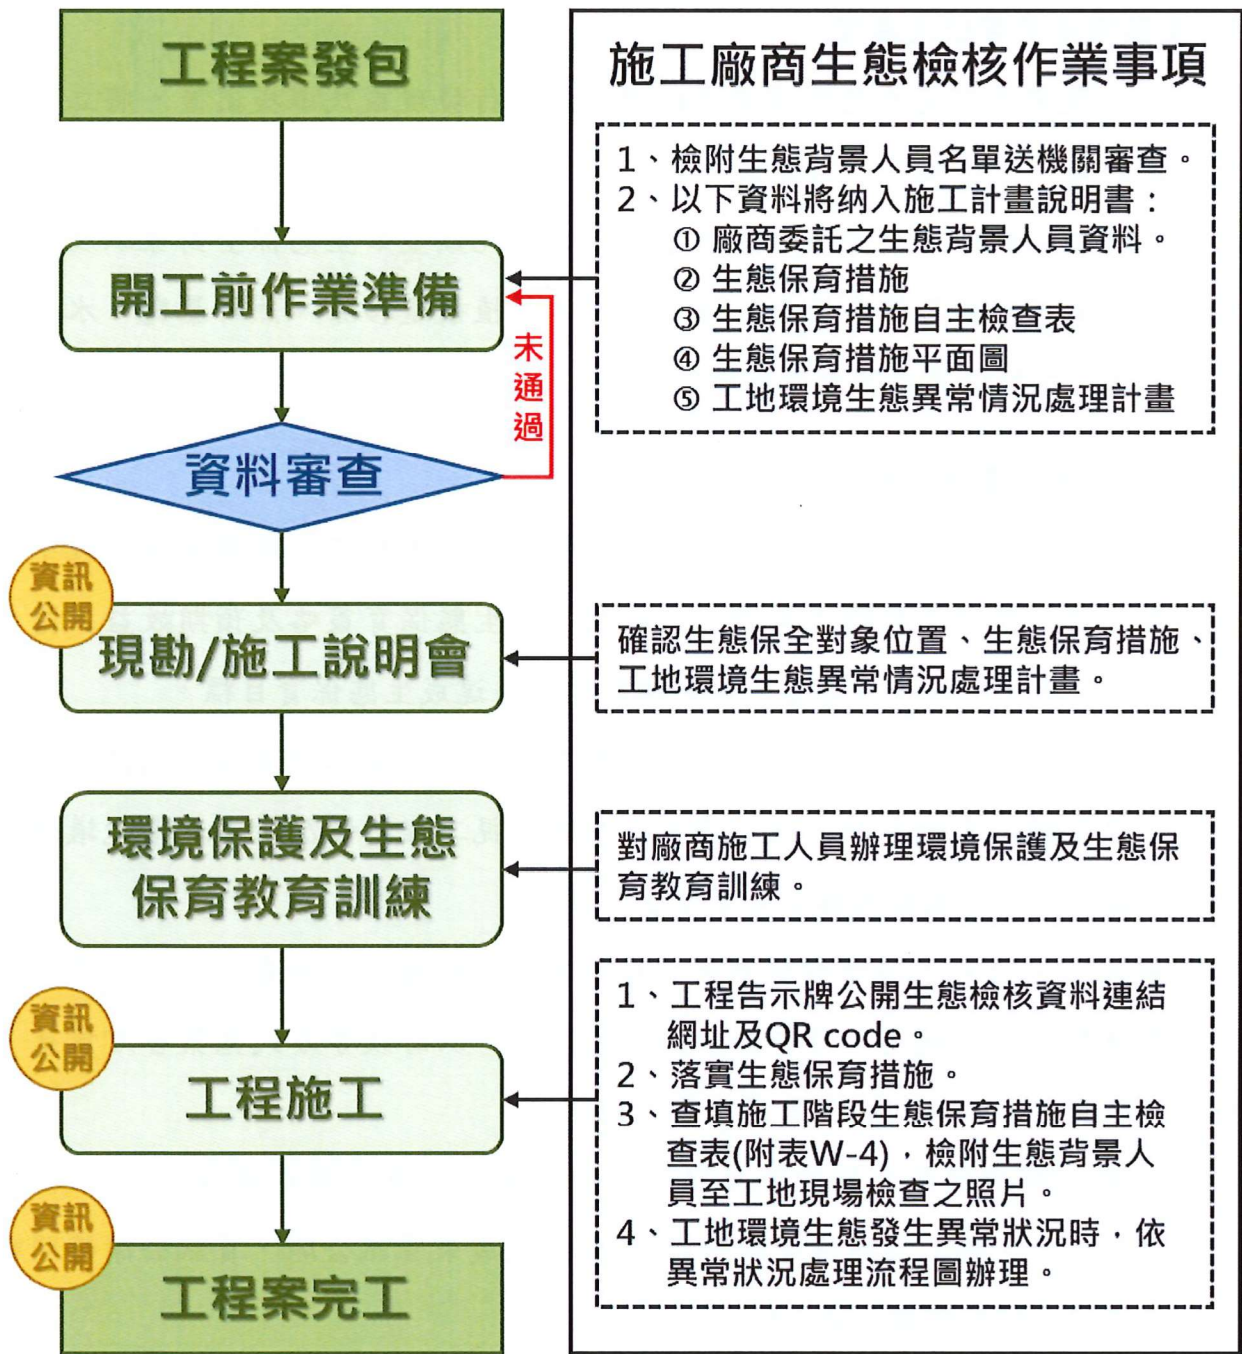 工程案發包
開工前作業準備
未通過
資料審查
資訊
公開
現勘/施工說明會
環境保護及生態
保育教育訓練
資訊
公開
工程施工
資訊
公開
工程案完工
施工廠商生態檢核作業事項
1、檢附生態背景人員名單送機關審查。
2、以下資料將纳入施工計畫說明書：
① 廠商委託之生態背景人員資料。
② 生態保育措施
③ 生態保育措施自主檢查表
④ 生態保育措施平面圖
⑤ 工地環境生態異常情況處理計畫
確認生態保全對象位置、生態保育措施、
工地環境生態異常情況處理計畫。
對廠商施工人員辦理環境保護及生態保
育教育訓練。
1、工程告示牌公開生態檢核資料連結
網址及QR code。
2、落實生態保育措施。
3、查填施工階段生態保育措施自主檢
查表(附表W-4)，檢附生態背景人
員至工地現場檢查之照片。
4、工地環境生態發生異常狀況時，依
異常狀況處理流程圖辦理。